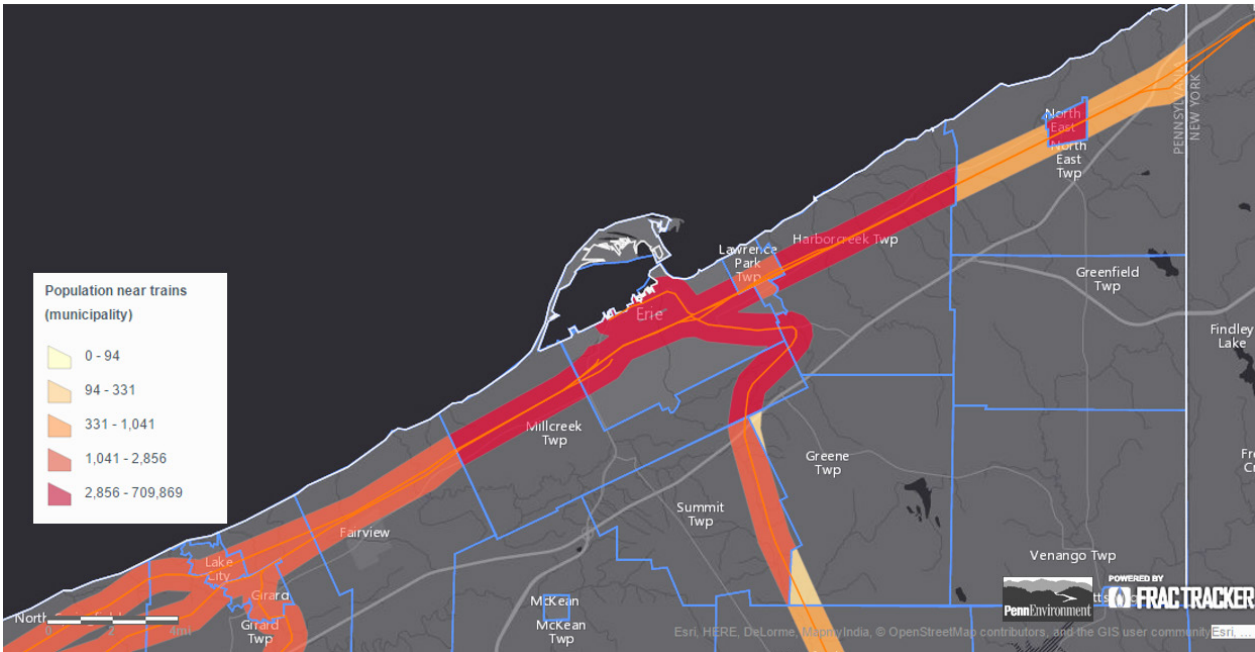 PENNSYLVANIA
NEW YORK
North
East
North
East
Twp
Lawrence
Park
Twp
Harborcreek Twp
Greenfield
Twp
Erie
Findley
Lake
Population near trains
(municipality)
0 - 94
94 - 331
331 - 1,041
1,041 - 2,856
2,856 - 709,869
Millcreek
Twp
Greene
Twp
Summit
Twp
Fairview
Venango Twp
Lake
City
Girard
McKean
McKean
Twp
North
Girard
Twp
0 2 4mi
PennEnvironment
POWERED BY
FRACTRACKER
Esri, HERE, DeLorme, MapmyIndia, © OpenStreetMap contributors, and the GIS user community
Esri, ...